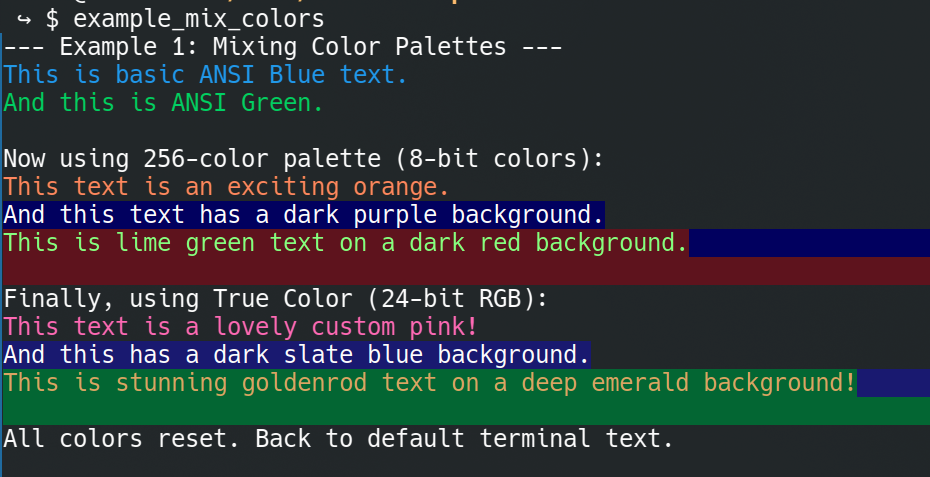 ↪ $ example_mix_colors
--- Example 1: Mixing Color Palettes ---
This is basic ANSI Blue text.
And this is ANSI Green.
Now using 256-color palette (8-bit colors):
This text is an exciting orange.
And this text has a dark purple background.
This is lime green text on a dark red background.
Finally, using True Color (24-bit RGB):
This text is a lovely custom pink!
And this has a dark slate blue background.
This is stunning goldenrod text on a deep emerald background!
All colors reset. Back to default terminal text.